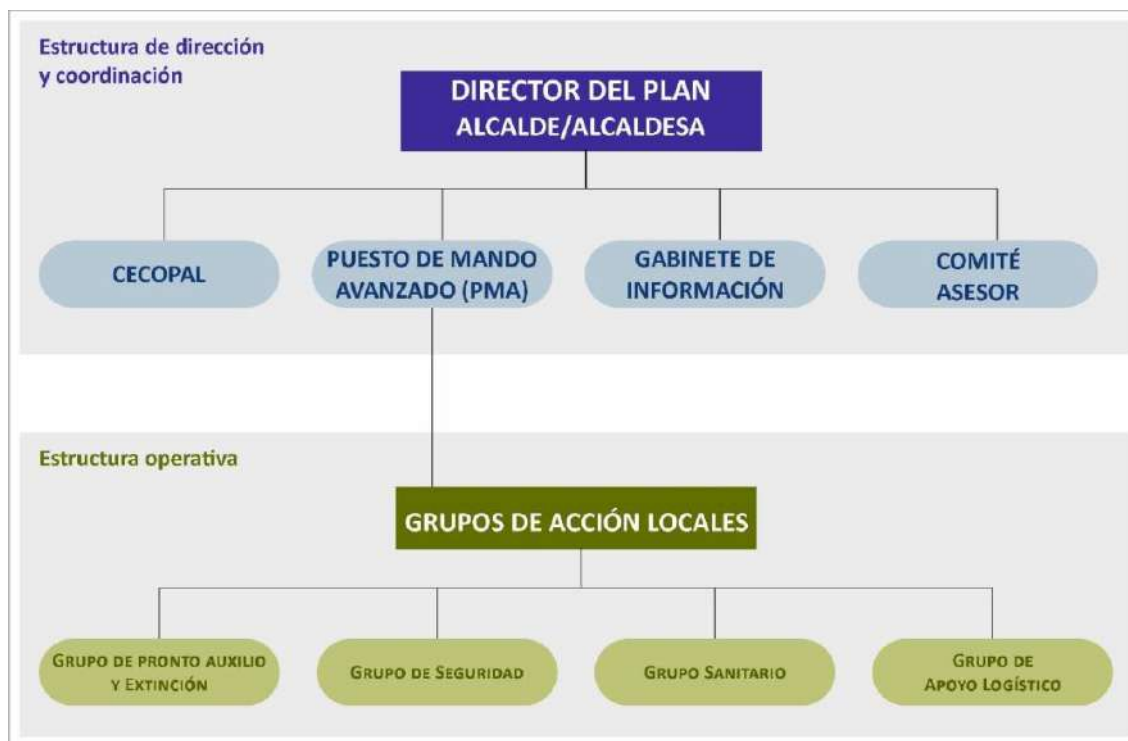 Estructura de dirección
y coordinación
DIRECTOR DEL PLAN
ALCALDE/ALCALDESA
CECOPAL
PUESTO DE MANDO
AVANZADO (PMA)
GABINETE DE
INFORMACIÓN
COMITÉ
ASESOR
Estructura operativa
GRUPOS DE ACCIÓN LOCALES
GRUPO DE PRONTO AUXILIO
Y EXTINCIÓN
GRUPO DE SEGURIDAD
GRUPO SANITARIO
GRUPO DE
APOYO LOGÍSTICO